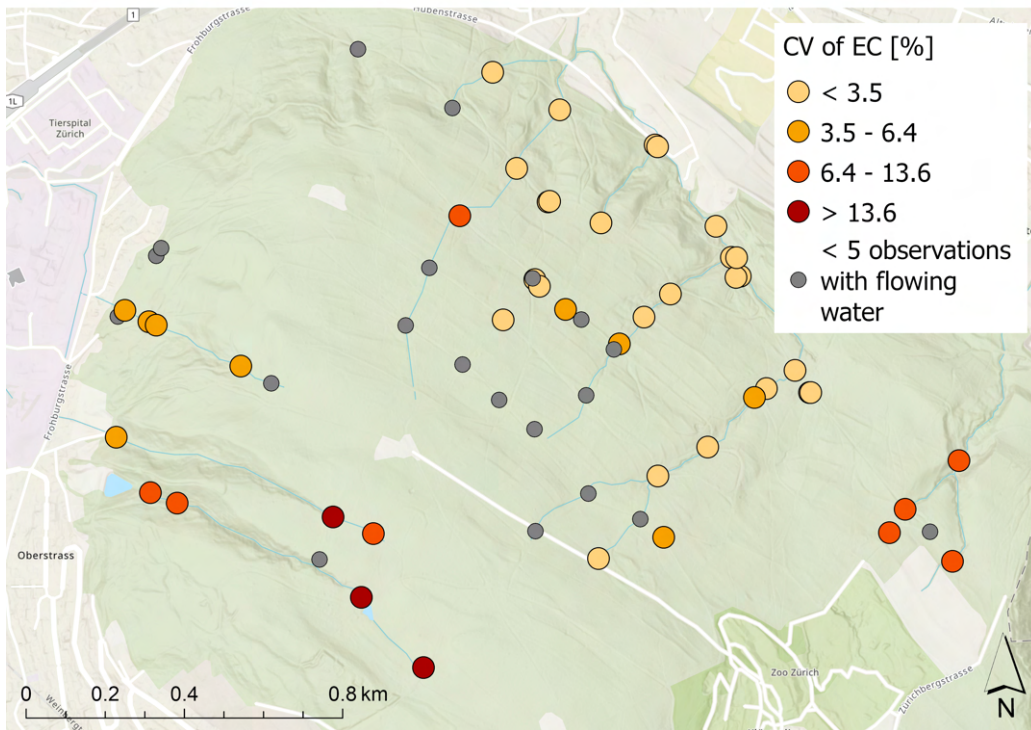 1
Frohburgstrasse
Hubenstrasse
1L
Tierspital
Zürich
CV of EC [%]
< 3.5
3.5 - 6.4
6.4 - 13.6
> 13.6
< 5 observations
with flowing
water
Frohburgstrasse
Oberstrass
Zoo Zürich
Zürichbergstrasse
0 0.2 0.4 0.8 km
N